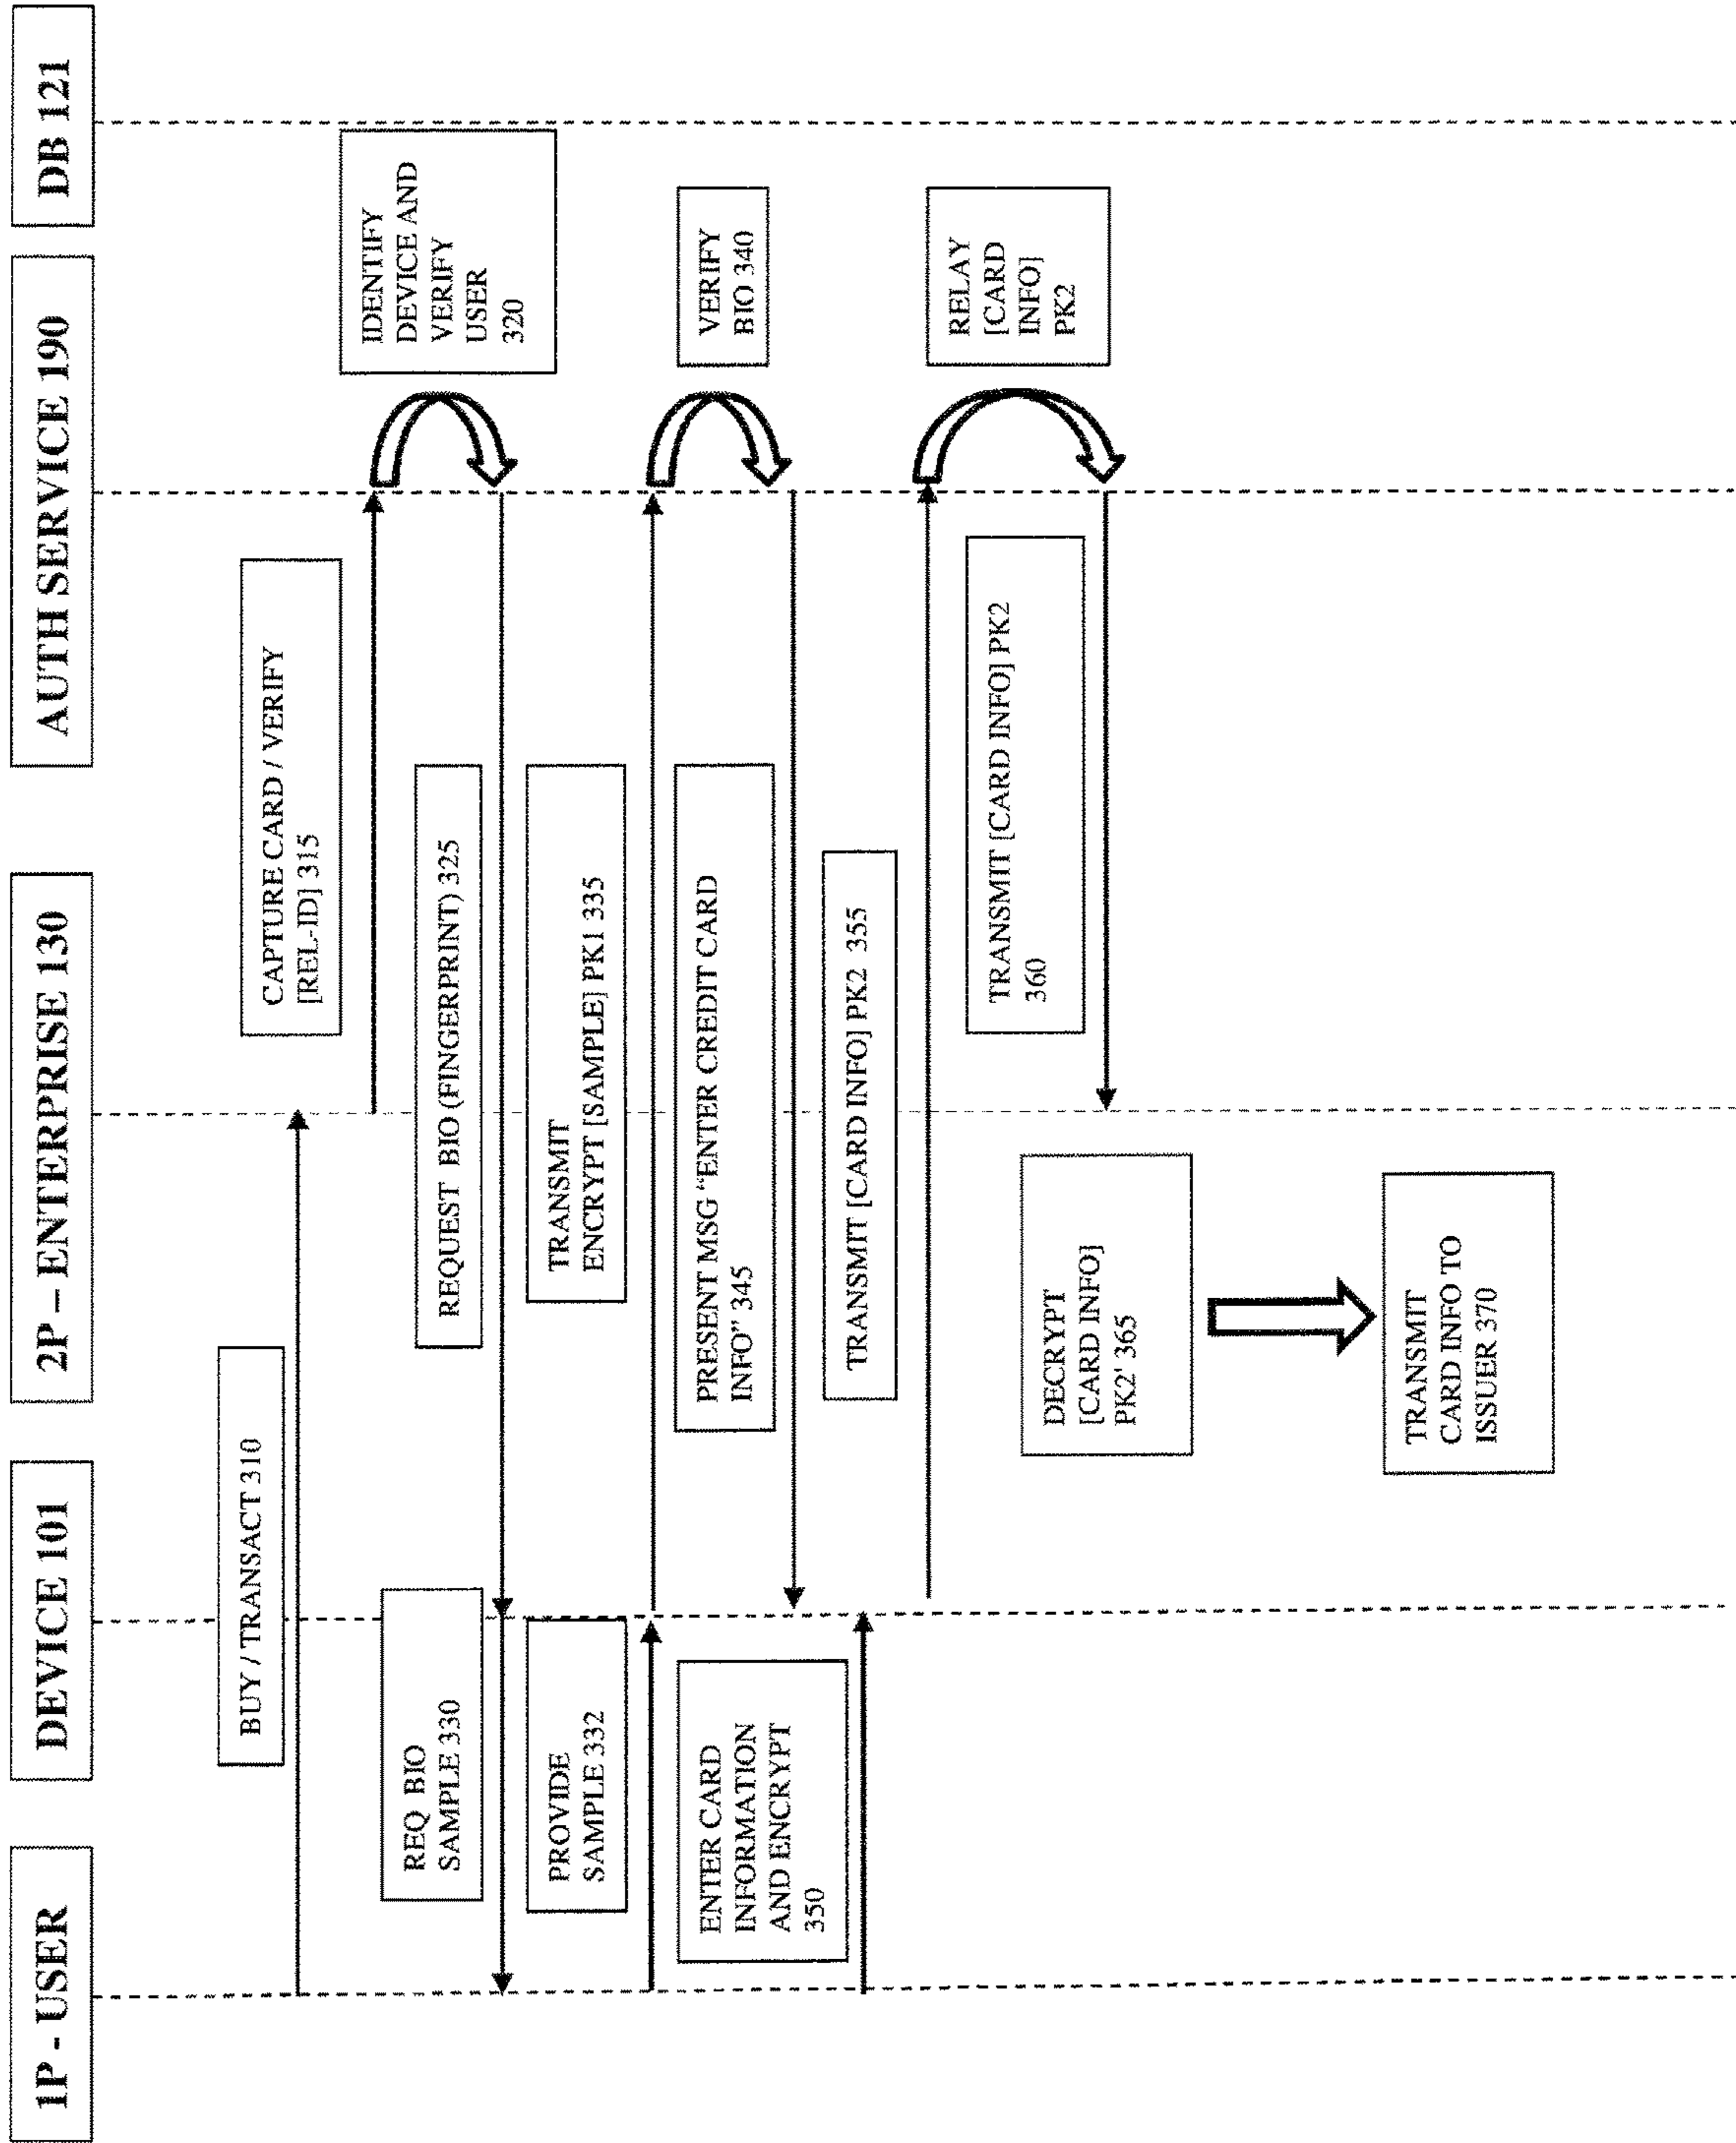 1P - USER
DEVICE 101
2P – ENTERPRISE 130
AUTH SERVICE 190
DB 121
BUY / TRANSACT 310
CAPTURE CARD / VERIFY
[REL-ID] 315
IDENTIFY
DEVICE AND
VERIFY
USER
320
REQ BIO
SAMPLE 330
REQUEST BIO (FINGERPRINT) 325
PROVIDE
SAMPLE 332
TRANSMIT
ENCRYPT [SAMPLE] PK1 335
VERIFY
BIO 340
ENTER CARD
INFORMATION
AND ENCRYPT
350
PRESENT MSG “ENTER CREDIT CARD
INFO” 345
TRANSMIT [CARD INFO] PK2 355
RELAY
[CARD
INFO]
PK2
TRANSMIT [CARD INFO] PK2
360
DECRYPT
[CARD INFO]
PK2' 365
TRANSMIT
CARD INFO TO
ISSUER 370